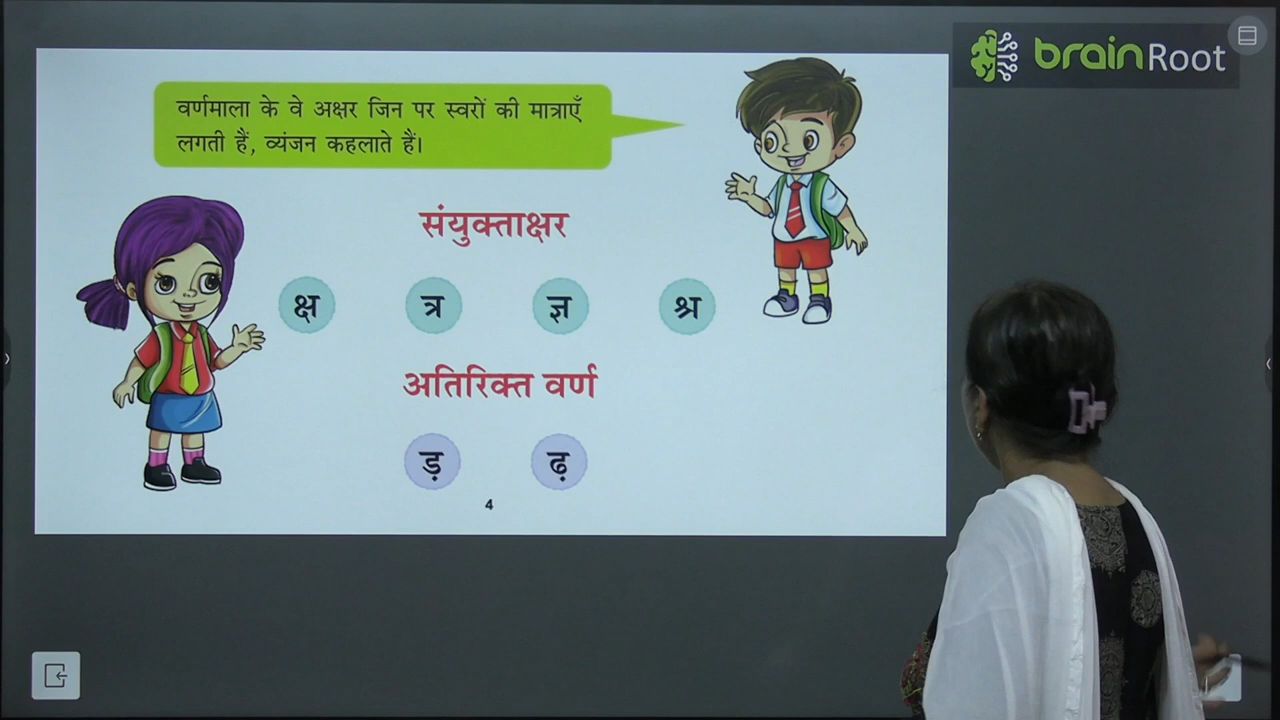 brainRoot
वर्णमाला के वे अक्षर जिन पर स्वरों की मात्राएँ
लगती हैं, व्यंजन कहलाते हैं।
संयुक्ताक्षर
क्ष त्र ज्ञ श्र
अतिरिक्त वर्ण
ड़ ढ़
4